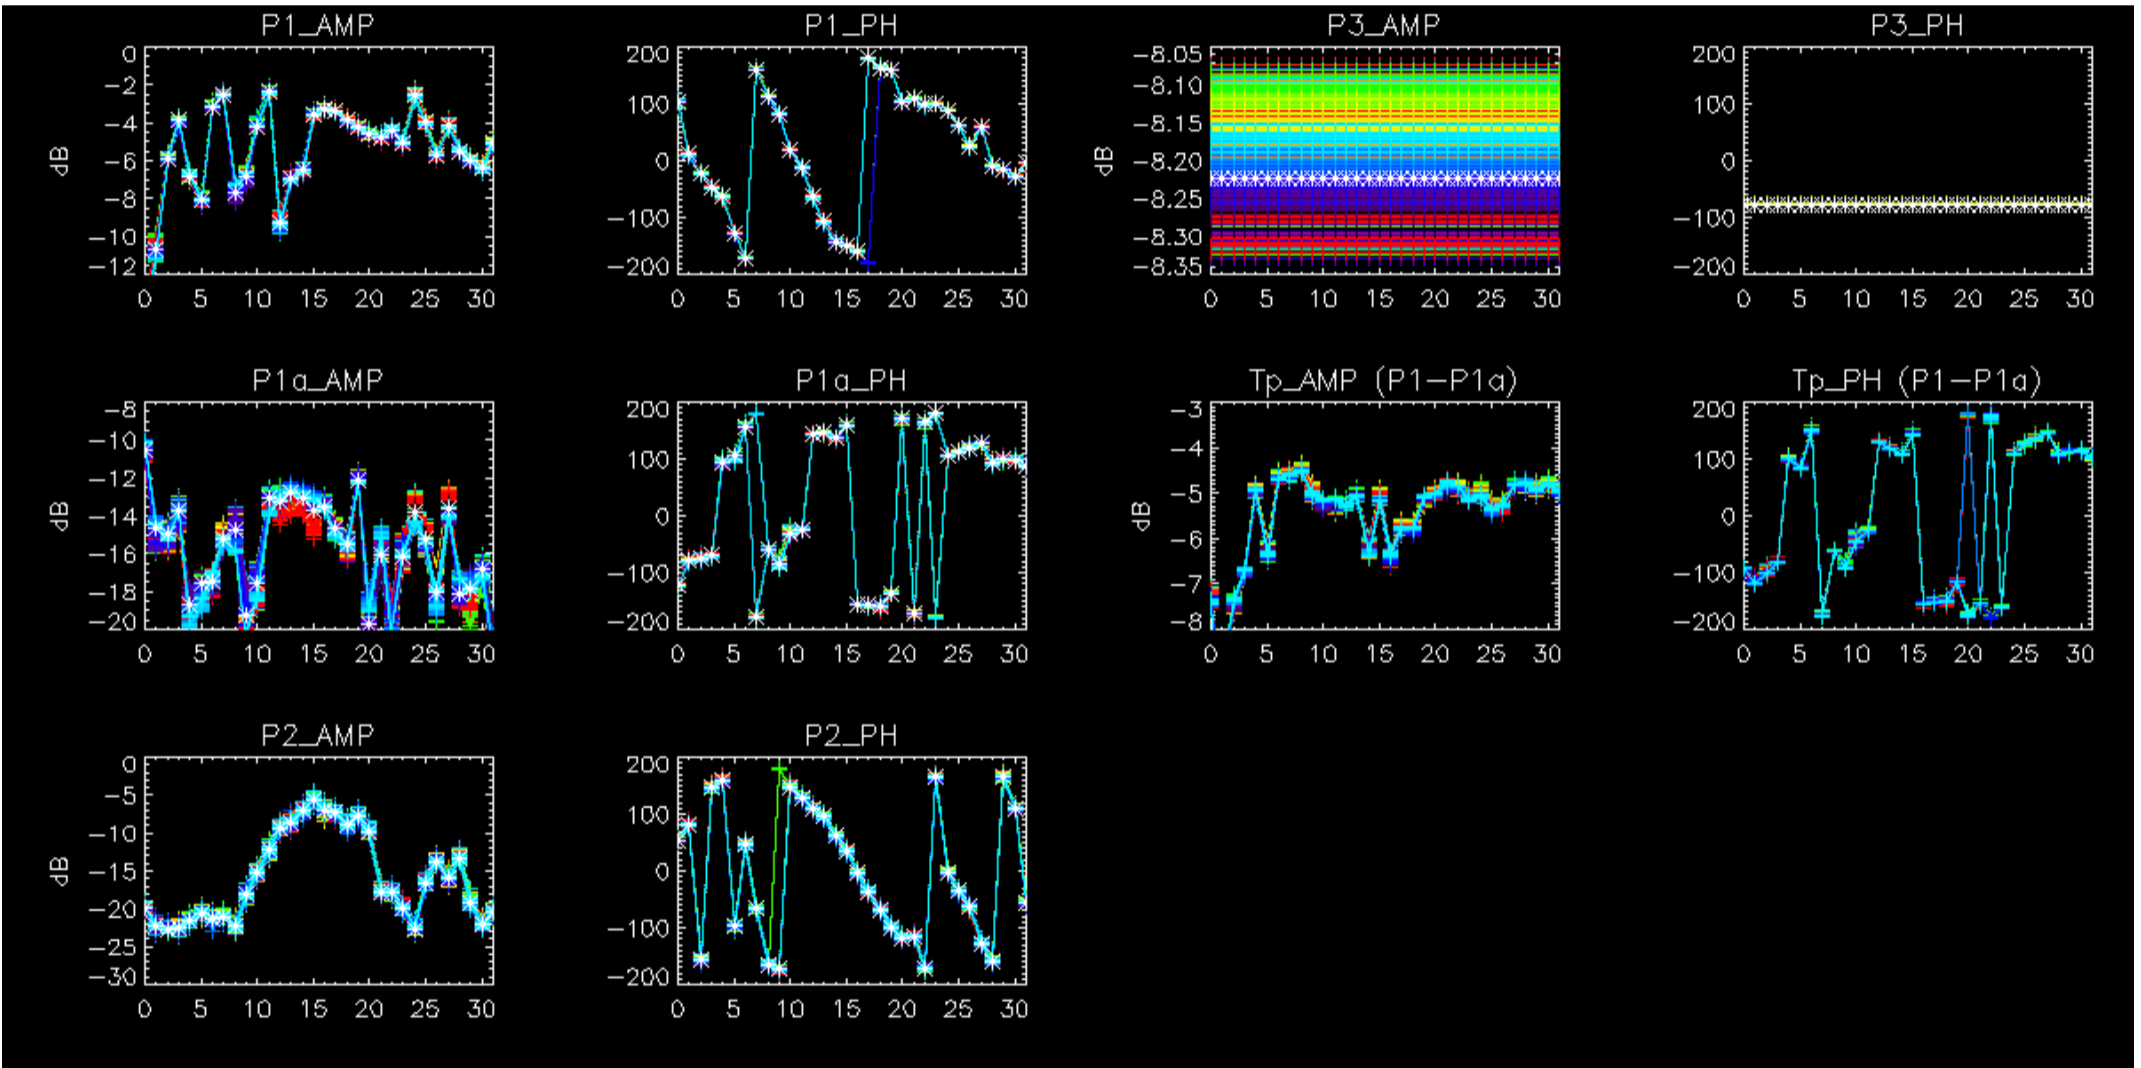 P1_AMP
P1_PH
P3_AMP
P3_PH
dB
0
−2
−4
−6
−8
−10
−12
0 5 10 15 20 25 30
200
100
0
−100
−200
0 5 10 15 20 25 30
dB
−8.05
−8.10
−8.15
−8.20
−8.25
−8.30
−8.35
0 5 10 15 20 25 30
200
100
0
−100
−200
0 5 10 15 20 25 30
P1a_AMP
P1a_PH
Tp_AMP (P1−P1a)
Tp_PH (P1−P1a)
dB
−8
−10
−12
−14
−16
−18
−20
0 5 10 15 20 25 30
200
100
0
−100
−200
0 5 10 15 20 25 30
dB
−3
−4
−5
−6
−7
−8
0 5 10 15 20 25 30
200
100
0
−100
−200
0 5 10 15 20 25 30
P2_AMP
P2_PH
dB
0
−5
−10
−15
−20
−25
−30
0 5 10 15 20 25 30
200
100
0
−100
−200
0 5 10 15 20 25 30